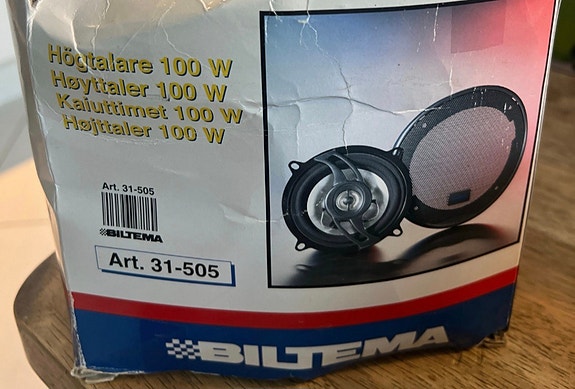 Högtalare 100 W
Høyttaler 100 W
Kaiuttimet 100 W
Højttaler 100 W
Art. 31-505
BILTEMA
Art. 31-505
BILTEMA